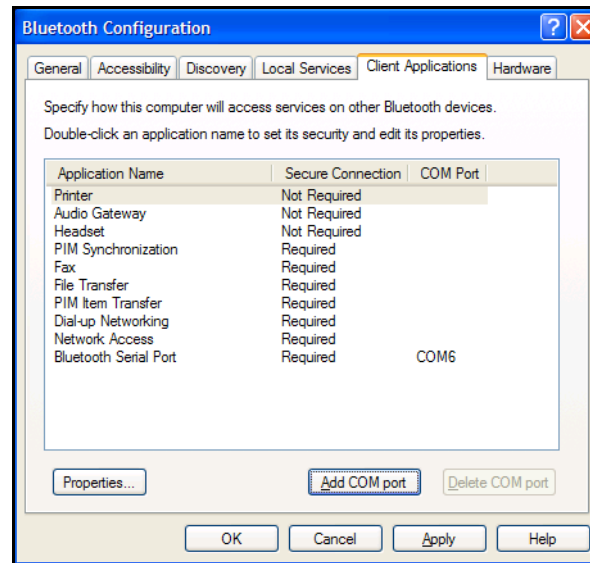 Bluetooth Configuration
General Accessibility Discovery Local Services Client Applications Hardware
Specify how this computer will access services on other Bluetooth devices.
Double-click an application name to set its security and edit its properties.
Application Name Secure Connection COM Port
Printer Not Required
Audio Gateway Not Required
Headset Not Required
PIM Synchronization Required
Fax Required
File Transfer Required
PIM Item Transfer Required
Dial-up Networking Required
Network Access Required
Bluetooth Serial Port Required COM6
Properties... Add COM port Delete COM port
OK Cancel Apply Help